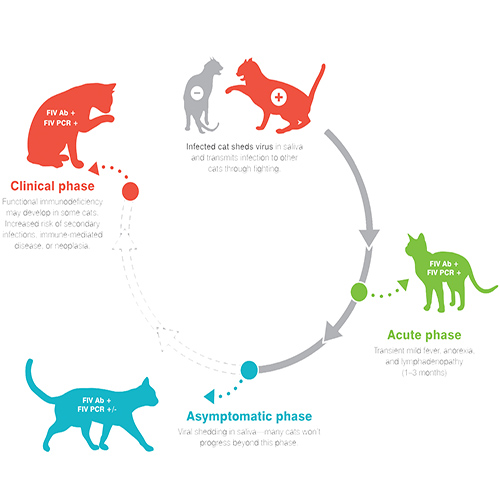 FIV Ab +
FIV PCR +
−
+
Infected cat sheds virus in saliva
and transmits infection to other
cats through fighting.
Clinical phase
Functional immunodeficiency
may develop in some cats.
Increased risk of secondary
infections, immune-mediated
disease, or neoplasia.
FIV Ab +
FIV PCR +
Acute phase
Transient mild fever, anorexia,
and lymphadenopathy
(1–3 months)
FIV Ab +
FIV PCR +/-
Asymptomatic phase
Viral shedding in saliva—many cats won't
progress beyond this phase